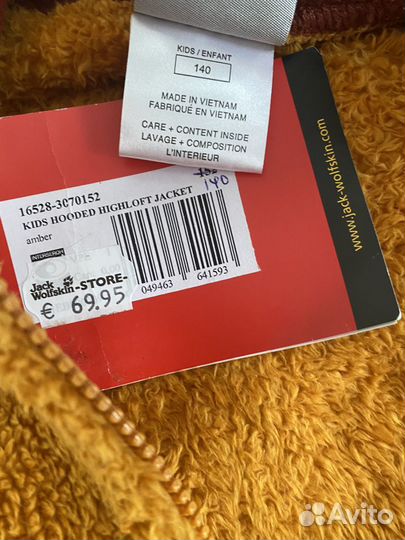 KIDS / ENFANT
140
MADE IN VIETNAM
FABRIQUÉ EN VIETNAM
CARE + CONTENT INSIDE
LAVAGE + COMPOSITION
L'INTERIEUR
www.jack-wolfskin.com
16528-3070152
KIDS HOODED HIGHLOFT JACKET
amber
140
INTERSPORT
Jack
Wolfskin -STORE-
€ 69.95
049463 641593
Avito